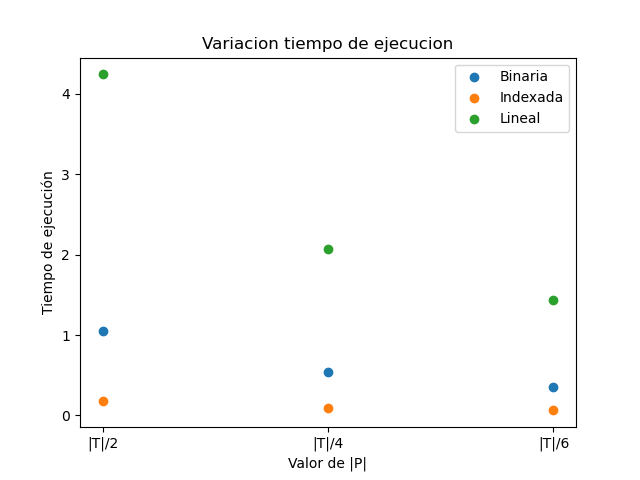 Variacion tiempo de ejecucion
Binaria
Indexada
Lineal
Tiempo de ejecución
4
3
2
1
0
|T|/2
|T|/4
|T|/6
Valor de |P|